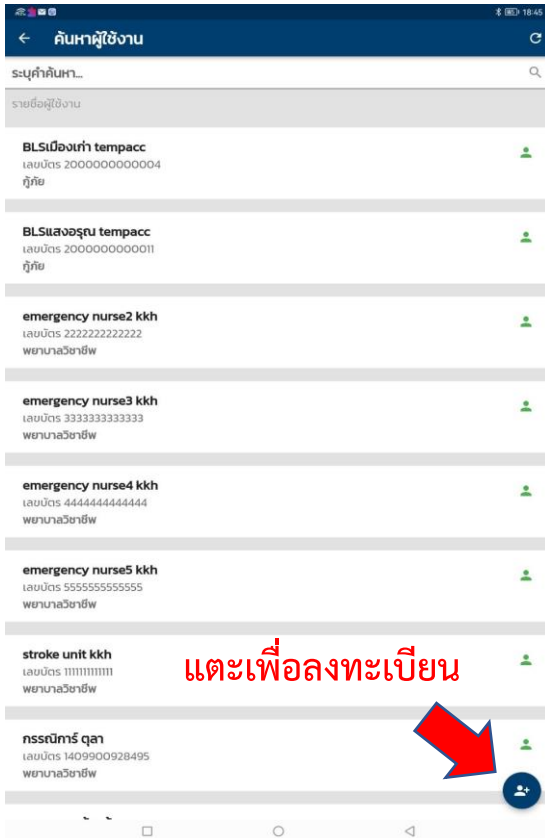 18:45
ค้นหาผู้ใช้งาน
ระบุคำค้นหา...
รายชื่อผู้ใช้งาน
BLSเมืองเก่า tempacc
เลขบัตร 2000000000004
กู้ภัย
BLSแสงอรุณ tempacc
เลขบัตร 2000000000011
กู้ภัย
emergency nurse2 kkh
เลขบัตร 2222222222222
พยาบาลวิชาชีพ
emergency nurse3 kkh
เลขบัตร 3333333333333
พยาบาลวิชาชีพ
emergency nurse4 kkh
เลขบัตร 4444444444444
พยาบาลวิชาชีพ
emergency nurse5 kkh
เลขบัตร 5555555555555
พยาบาลวิชาชีพ
stroke unit kkh
เลขบัตร 1111111111111
พยาบาลวิชาชีพ
แตะเพื่อลงทะเบียน
กรรณิการ์ ตุลา
เลขบัตร 1409900928495
พยาบาลวิชาชีพ